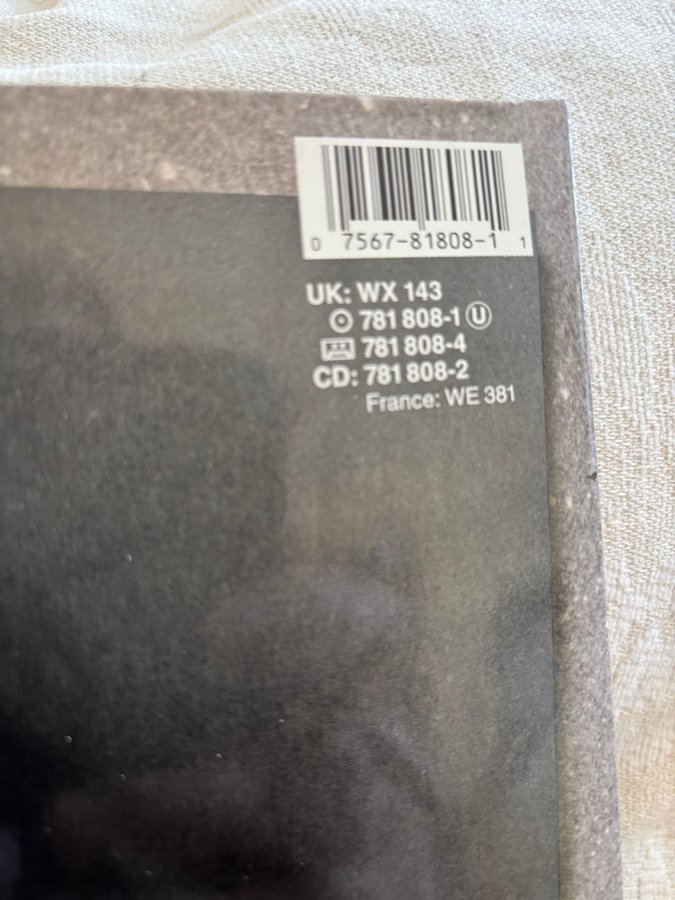 0 7567-81808-1 1
UK: WX 143
781 808-1 U
781 808-4
CD: 781 808-2
France: WE 381